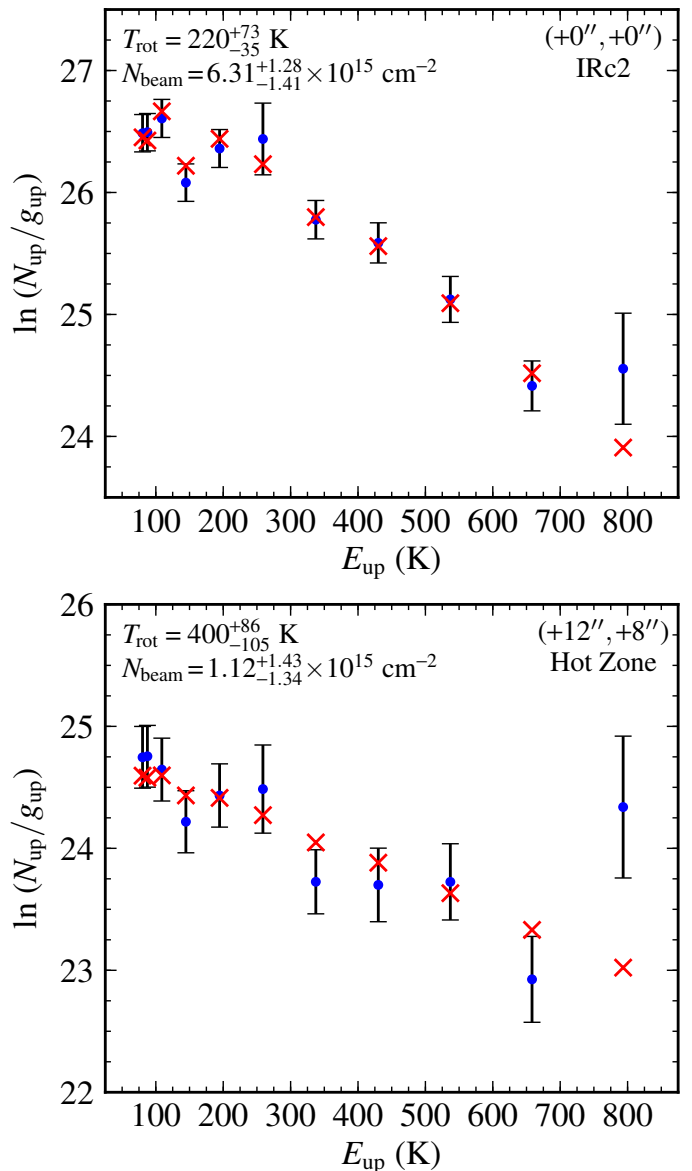 T_rot = 220^{+73}_{-35} K
(+0″, +0″)
N_beam = 6.31^{+1.28}_{-1.41} × 10^{15} cm^{−2}
IRc2
27
26
25
24
ln (N_up/g_up)
100 200 300 400 500 600 700 800
E_up (K)
T_rot = 400^{+86}_{-105} K
(+12″, +8″)
N_beam = 1.12^{+1.43}_{-1.34} × 10^{15} cm^{−2}
Hot Zone
26
25
24
23
22
ln (N_up/g_up)
100 200 300 400 500 600 700 800
E_up (K)